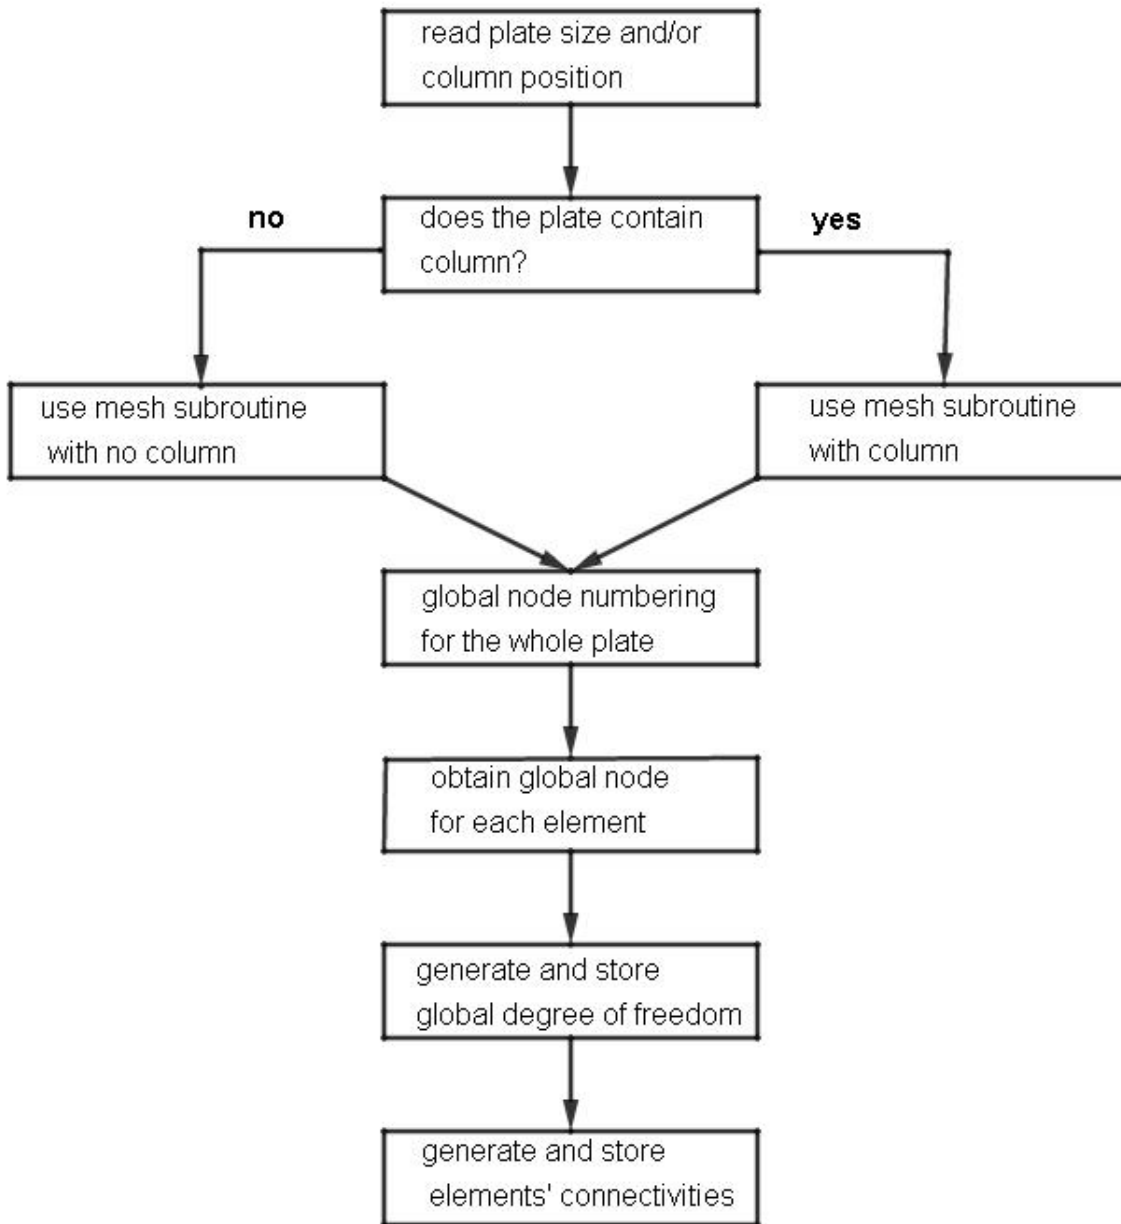 read plate size and/or
column position
no
does the plate contain
column?
yes
use mesh subroutine
with no column
use mesh subroutine
with column
global node numbering
for the whole plate
obtain global node
for each element
generate and store
global degree of freedom
generate and store
elements' connectivities